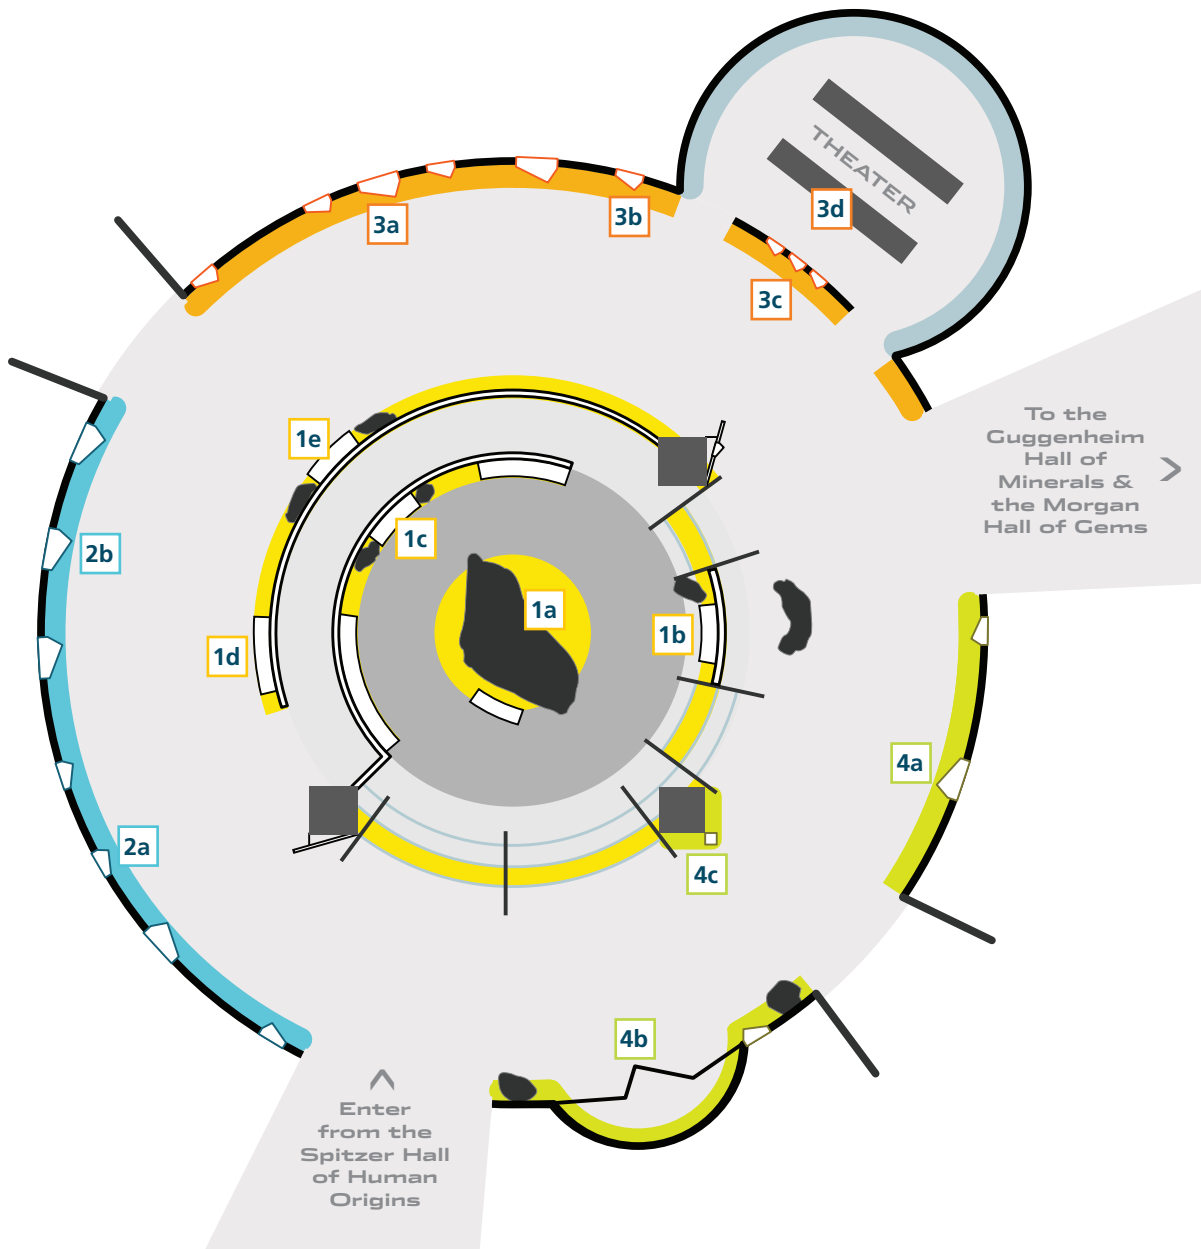 THEATER
3d
3b
3a
3c
To the
Guggenheim
Hall of
Minerals &
the Morgan
Hall of Gems
1e
1c
2b
1a
1b
1d
4a
2a
4c
4b
Enter
from the
Spitzer Hall
of Human
Origins